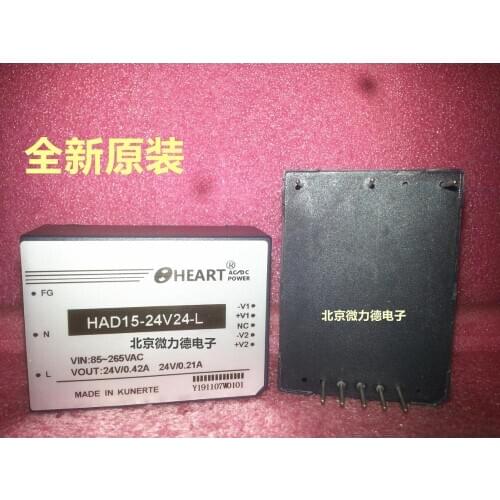 全新原装
HEART®
AC/DC
POWER
FG
HAD15-24V24-L
-V1
+V1
NC
-V2
+V2
N
北京微力德电子
VIN:85~265VAC
VOUT:24V/0.42A 24V/0.21A
L
MADE IN KUNERTE
Y191107W0101
北京微力德电子